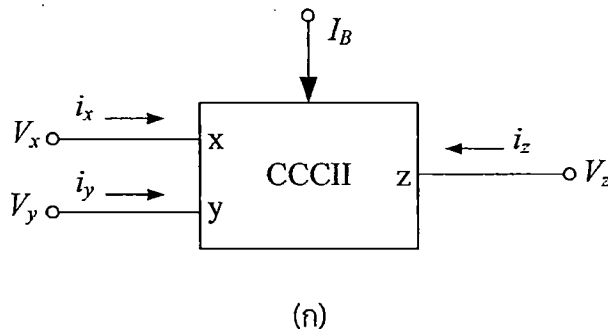 I_B
i_x
V_x
x
CCCII
z
i_z
V_z
i_y
V_y
y
(ก)